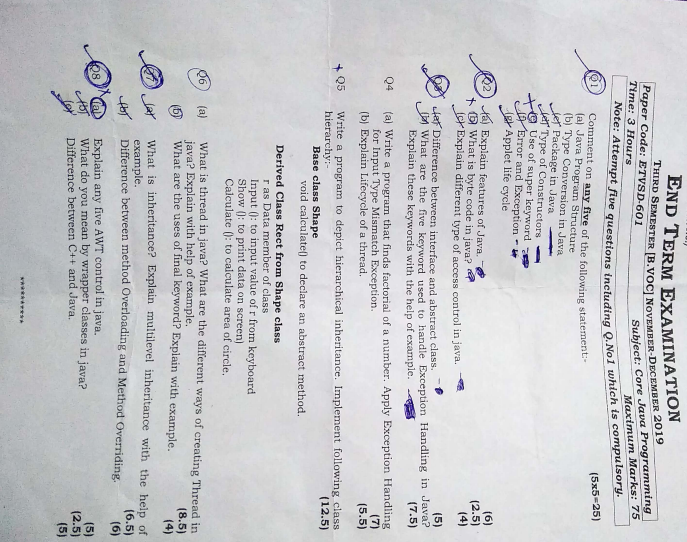 END TERM EXAMINATION
THIRD SEMESTER [B.VOC] NOVEMBER-DECEMBER 2019
Paper Code: ETVSD-601 Subject: Core Java Programming
Time: 3 Hours Maximum Marks: 75
Note: Attempt five questions including Q.No1 which is compulsory.
Q1 Comment on any five of the following statement:- (5x5=25)
(a) Java Program Structure
(b) Type Conversion in Java
(c) Package in Java
(d) Type of Constructors
(e) Use of super keyword
(f) Error and Exception
(g) Applet life cycle
Q2 (a) Explain features of Java. (6)
(b) What is byte code in java? (2.5)
(c) Explain different type of access control in java. (4)
Q3 (a) Difference between interface and abstract class. (5)
(b) What are the five keyword used to handle Exception Handling in Java?
Explain these keywords with the help of example. (7.5)
Q4 (a) Write a program that finds factorial of a number. Apply Exception Handling
for Input Type Mismatch Exception. (7)
(b) Explain Lifecycle of a thread. (5.5)
Q5 Write a program to depict hierarchical inheritance. Implement following class
hierarchy:- (12.5)
Base class Shape
void calculate() to declare an abstract method.
Derived Class Rect from Shape class
r as Data member of class
Input (): to input value of r from keyboard
Show (): to print data on screen)
Calculate (): to calculate area of circle.
Q6 (a) What is thread in java? What are the different ways of creating Thread in
java? Explain with help of example. (8.5)
(b) What are the uses of final keyword? Explain with example. (4)
Q7 (a) What is inheritance? Explain multilevel inheritance with the help of
example. (6.5)
(b) Difference between method Overloading and Method Overriding. (6)
Q8 (a) Explain any five AWT control in java. (5)
(b) What do you mean by wrapper classes in java? (2.5)
(c) Difference between C++ and Java. (5)
**********